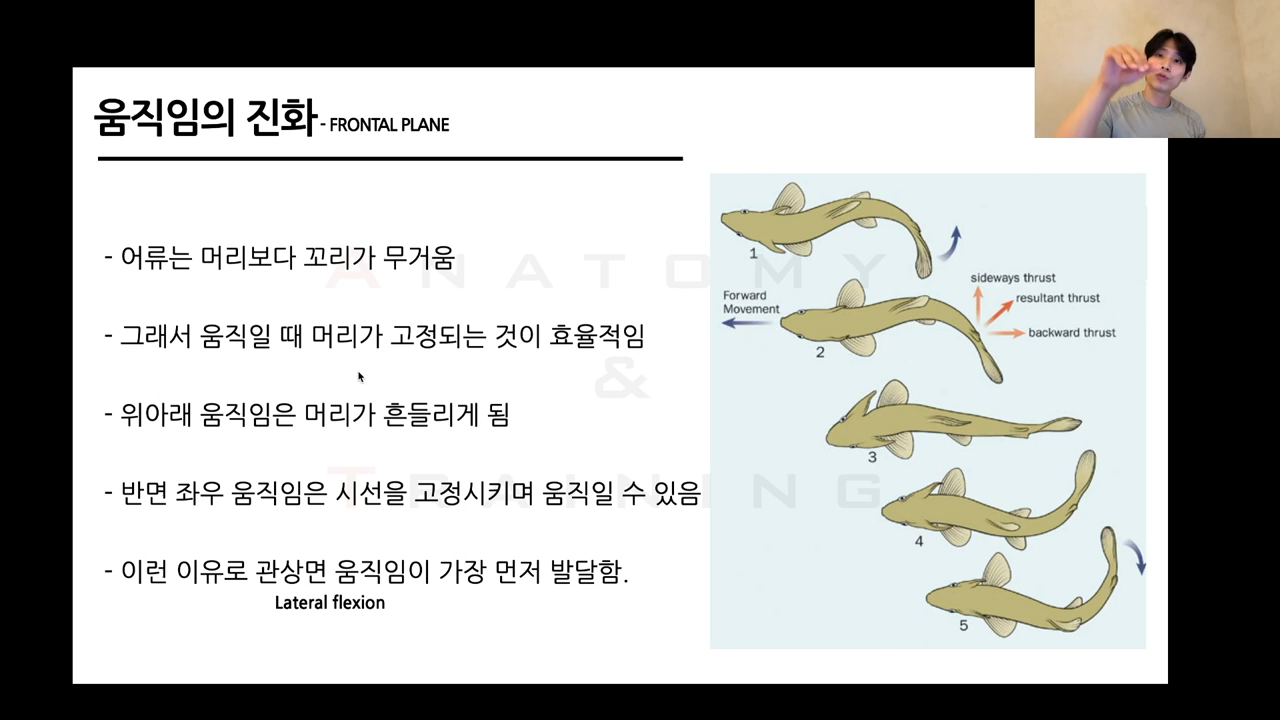 움직임의 진화 - FRONTAL PLANE
- 어류는 머리보다 꼬리가 무거움
- 그래서 움직일 때 머리가 고정되는 것이 효율적임
- 위아래 움직임은 머리가 흔들리게 됨
- 반면 좌우 움직임은 시선을 고정시키며 움직일 수 있음
- 이런 이유로 관상면 움직임이 가장 먼저 발달함.
Lateral flexion
ANATOMY
&
TRAINING
1
sideways thrust
Forward
Movement
resultant thrust
backward thrust
2
3
4
5